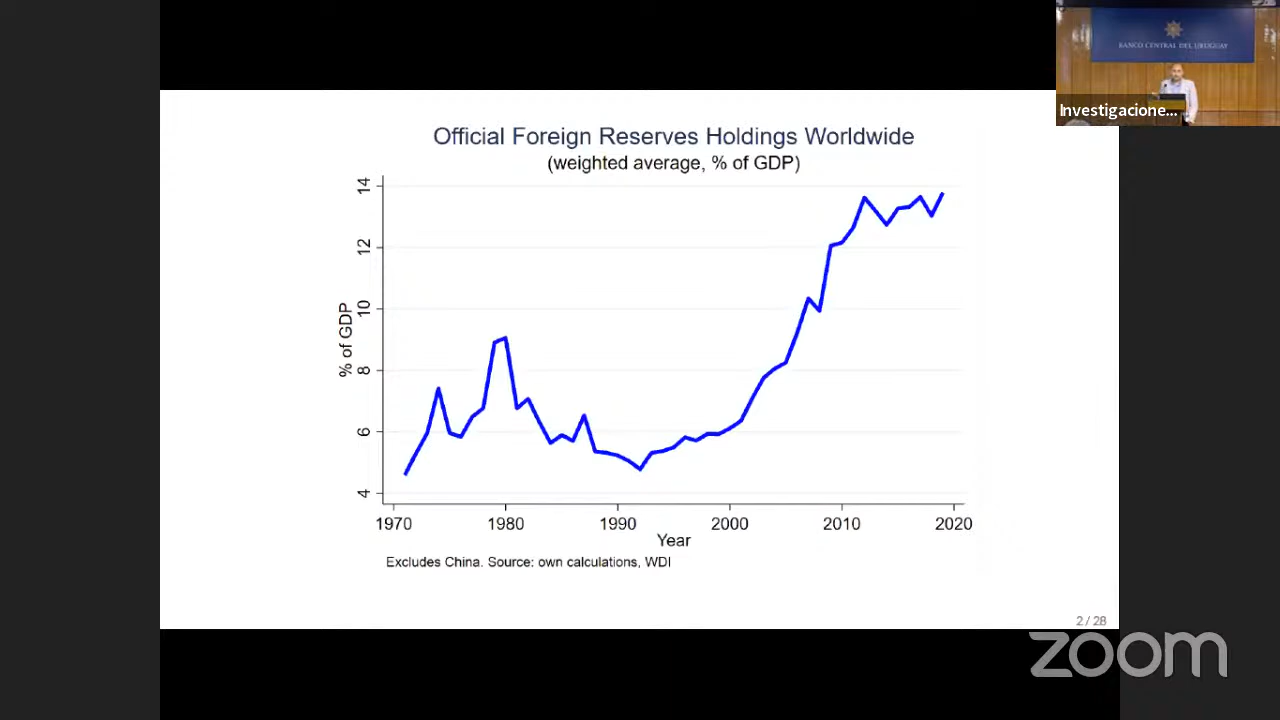 BANCO CENTRAL DEL URUGUAY
Investigacione...
Official Foreign Reserves Holdings Worldwide
(weighted average, % of GDP)
% of GDP
14
12
10
8
6
4
1970 1980 1990 2000 2010 2020
Year
Excludes China. Source: own calculations, WDI
2 / 28
zoom